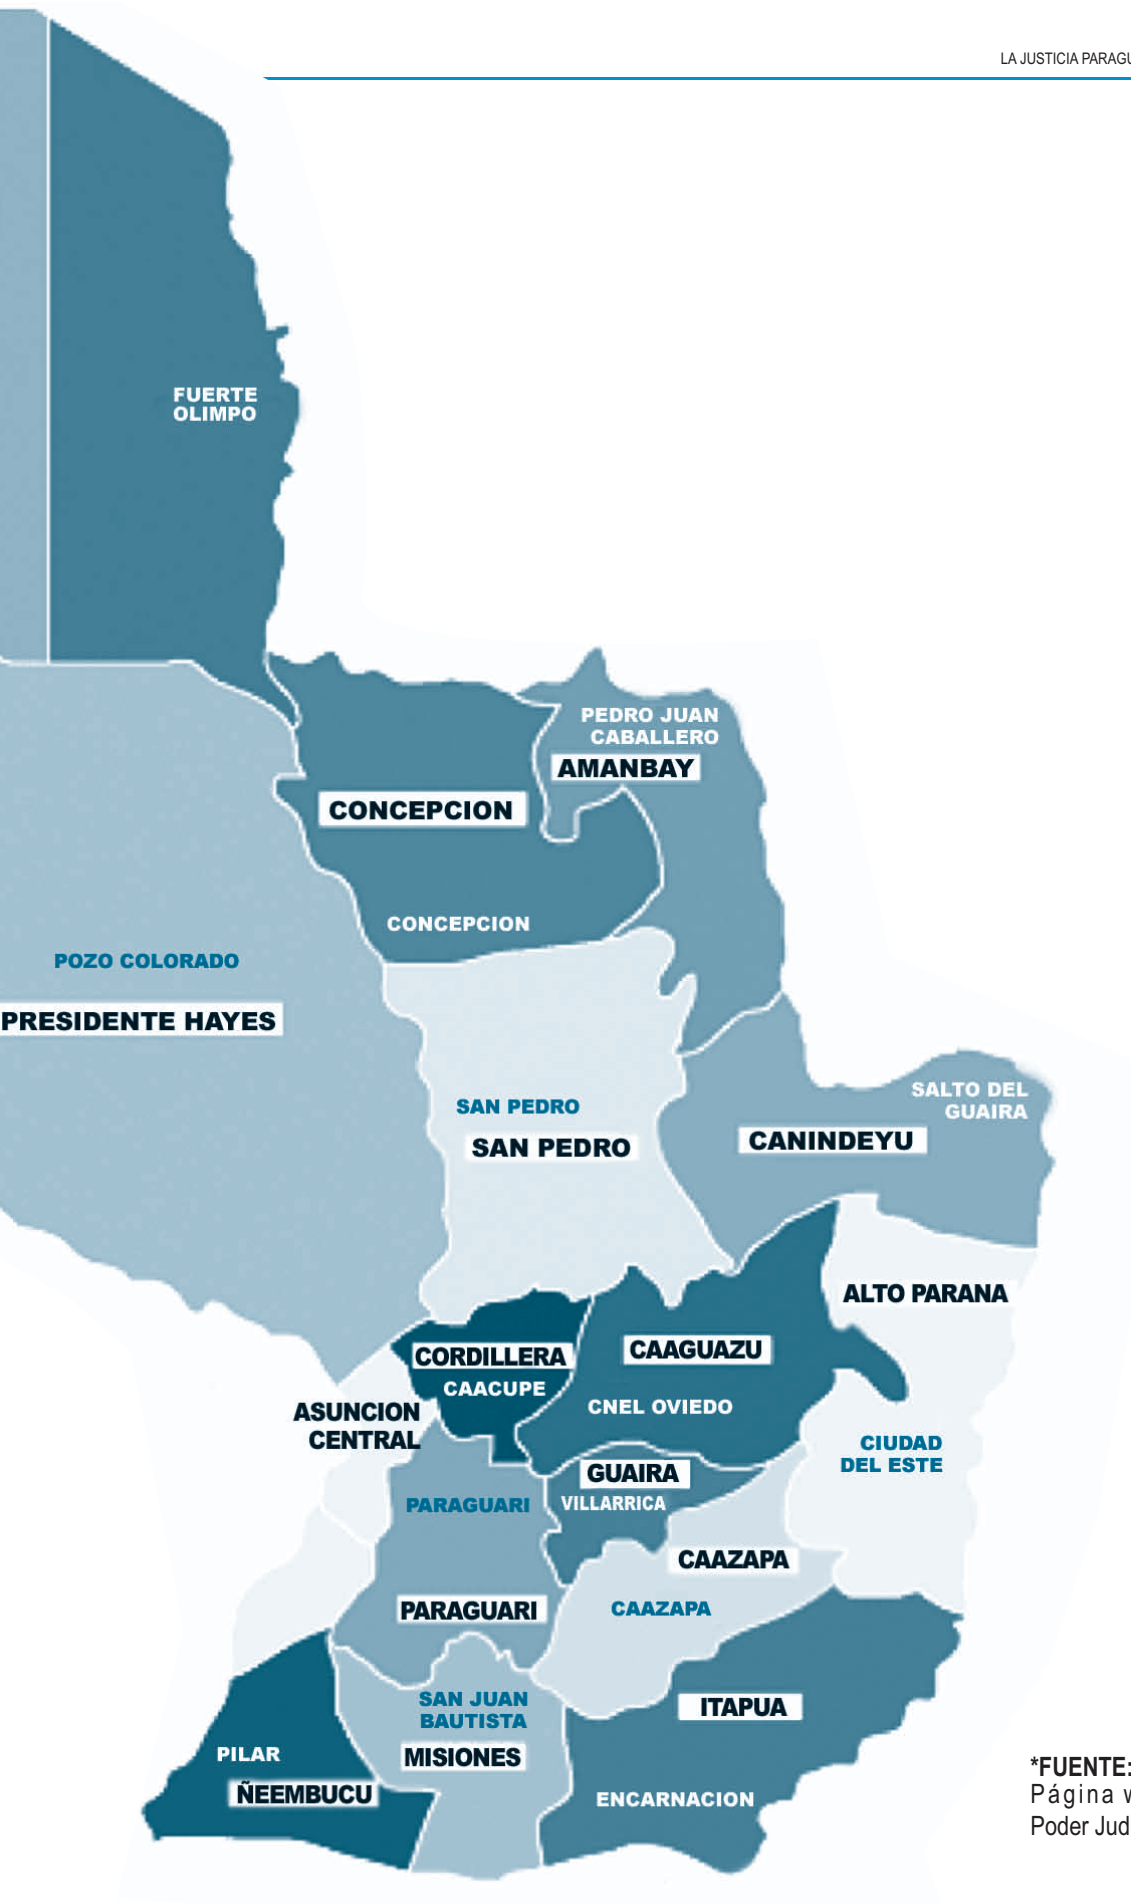 LA JUSTICIA PARAGU
FUERTE
OLIMPO
PEDRO JUAN
CABALLERO
AMANBAY
CONCEPCION
CONCEPCION
POZO COLORADO
PRESIDENTE HAYES
SAN PEDRO
SAN PEDRO
SALTO DEL
GUAIRA
CANINDEYU
ALTO PARANA
CORDILLERA
CAACUPE
CAAGUAZU
CNEL OVIEDO
ASUNCION
CENTRAL
CIUDAD
DEL ESTE
GUAIRA
VILLARRICA
PARAGUARI
CAAZAPA
CAAZAPA
PARAGUARI
SAN JUAN
BAUTISTA
MISIONES
ITAPUA
PILAR
ÑEEMBUCU
ENCARNACION
*FUENTE:
Página w
Poder Jud